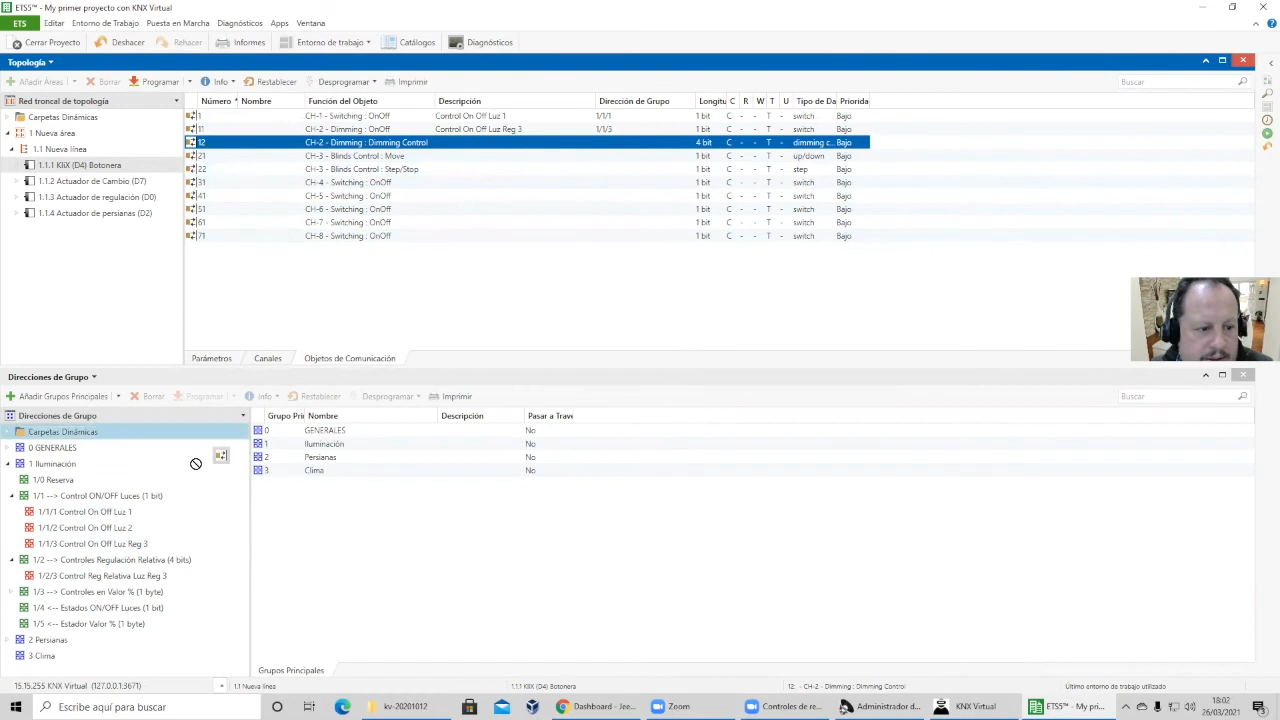 ETS5™ - My primer proyecto con KNX Virtual
ETS Editar Entorno de Trabajo Puesta en Marcha Diagnósticos Apps Ventana
Cerrar Proyecto Deshacer Rehacer Informes Entorno de trabajo Catálogos Diagnósticos
Topología
Añadir Áreas Borrar Programar Info Restablecer Desprogramar Imprimir Buscar
Red troncal de topología
Carpetas Dinámicas
1 Nueva área
1.1 Nueva línea
1.1.1 KliX (D4) Botonera
1.1.2 Actuador de Cambio (D7)
1.1.3 Actuador de regulación (D0)
1.1.4 Actuador de persianas (D2)
Número Nombre Función del Objeto Descripción Dirección de Grupo Longitu C R W T U Tipo de Da Priorida
1 CH-1 - Switching : OnOff Control On Off Luz 1 1/1/1 1 bit C - - T - switch Bajo
11 CH-2 - Dimming : OnOff Control On Off Luz Reg 3 1/1/3 1 bit C - - T - switch Bajo
12 CH-2 - Dimming : Dimming Control 4 bit C - - T - dimming c... Bajo
21 CH-3 - Blinds Control : Move 1 bit C - - T - up/down Bajo
22 CH-3 - Blinds Control : Step/Stop 1 bit C - - T - step Bajo
31 CH-4 - Switching : OnOff 1 bit C - - T - switch Bajo
41 CH-5 - Switching : OnOff 1 bit C - - T - switch Bajo
51 CH-6 - Switching : OnOff 1 bit C - - T - switch Bajo
61 CH-7 - Switching : OnOff 1 bit C - - T - switch Bajo
71 CH-8 - Switching : OnOff 1 bit C - - T - switch Bajo
Parámetros Canales Objetos de Comunicación
Direcciones de Grupo
Añadir Grupos Principales Borrar Programar Info Restablecer Desprogramar Imprimir Buscar
Direcciones de Grupo
Carpetas Dinámicas
0 GENERALES
1 Iluminación
1/0 Reserva
1/1 --> Control ON/OFF Luces (1 bit)
1/1/1 Control On Off Luz 1
1/1/2 Control On Off Luz 2
1/1/3 Control On Off Luz Reg 3
1/2 --> Controles Regulación Relativa (4 bits)
1/2/3 Control Reg Relativa Luz Reg 3
1/3 --> Controles en Valor % (1 byte)
1/4 <-- Estados ON/OFF Luces (1 bit)
1/5 <-- Estador Valor % (1 byte)
2 Persianas
3 Clima
Grupo Pri Nombre Descripción Pasar a Trave
0 GENERALES No
1 Iluminación No
2 Persianas No
3 Clima No
Grupos Principales
15.15.255 KNX Virtual (127.0.0.1:3671) 1.1 Nueva línea 1.1.1 KliX (D4) Botonera 12: - CH-2 - Dimming : Dimming Control Último entorno de trabajo utilizado
Escribe aquí para buscar kv-20201012 Dashboard - Jee... Zoom Controles de re... Administrador d... KNX Virtual ETS5™ - My pri... 18:02
26/03/2021